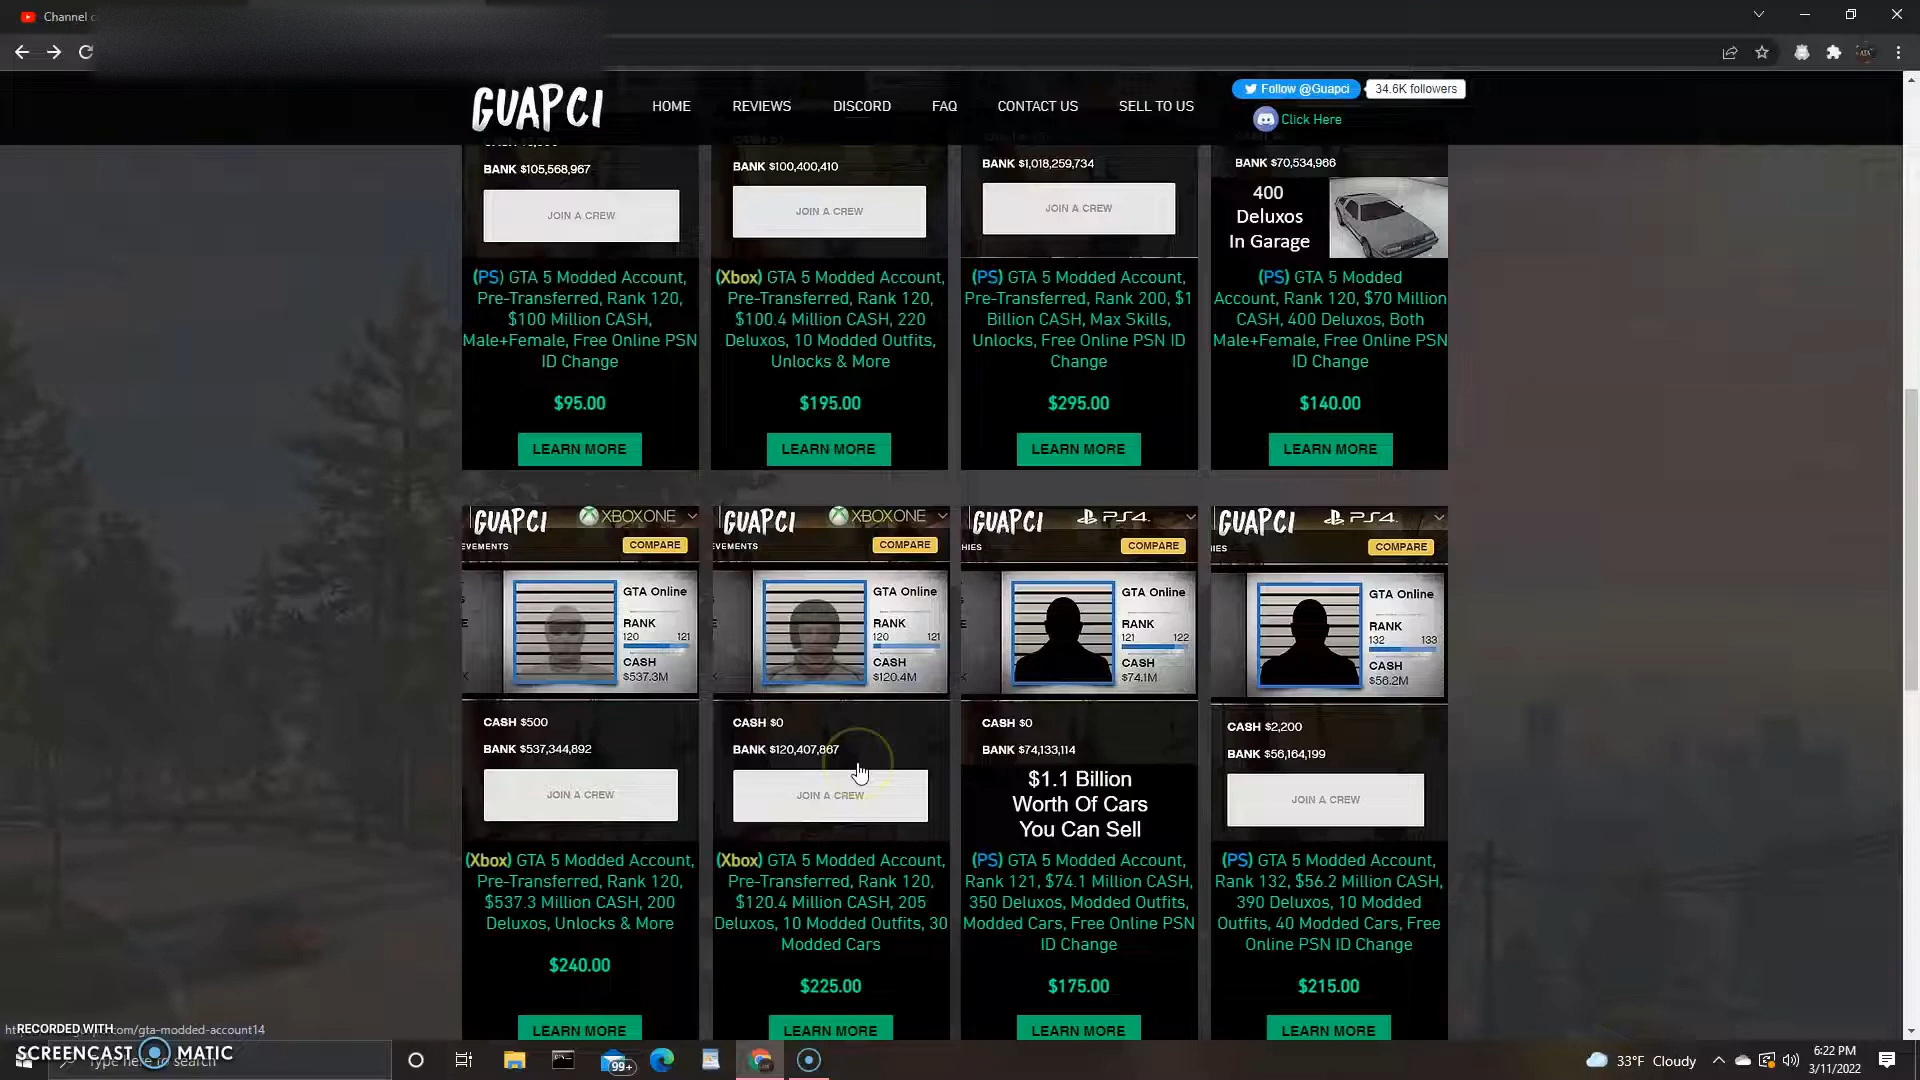 Channel
GUAPCI
HOME
REVIEWS
DISCORD
FAQ
CONTACT US
SELL TO US
Follow @Guapci
34.6K followers
Click Here
BANK $105,568,967
JOIN A CREW
(PS) GTA 5 Modded Account,
Pre-Transferred, Rank 120,
$100 Million CASH,
Male+Female, Free Online PSN
ID Change
$95.00
LEARN MORE
BANK $100,400,410
JOIN A CREW
(Xbox) GTA 5 Modded Account,
Pre-Transferred, Rank 120,
$100.4 Million CASH, 220
Deluxos, 10 Modded Outfits,
Unlocks & More
$195.00
LEARN MORE
BANK $1,018,259,734
JOIN A CREW
(PS) GTA 5 Modded Account,
Pre-Transferred, Rank 200, $1
Billion CASH, Max Skills,
Unlocks, Free Online PSN ID
Change
$295.00
LEARN MORE
BANK $70,534,966
400
Deluxos
In Garage
(PS) GTA 5 Modded
Account, Rank 120, $70 Million
CASH, 400 Deluxos, Both
Male+Female, Free Online PSN
ID Change
$140.00
LEARN MORE
GUAPCI
XBOXONE
EVEMENTS
COMPARE
GTA Online
RANK
120 121
CASH
$537.3M
CASH $500
BANK $537,344,892
JOIN A CREW
(Xbox) GTA 5 Modded Account,
Pre-Transferred, Rank 120,
$537.3 Million CASH, 200
Deluxos, Unlocks & More
$240.00
LEARN MORE
GUAPCI
XBOXONE
EVEMENTS
COMPARE
GTA Online
RANK
120 121
CASH
$120.4M
CASH $0
BANK $120,407,867
JOIN A CREW
(Xbox) GTA 5 Modded Account,
Pre-Transferred, Rank 120,
$120.4 Million CASH, 205
Deluxos, 10 Modded Outfits, 30
Modded Cars
$225.00
LEARN MORE
GUAPCI
PS4
HIES
COMPARE
GTA Online
RANK
121 122
CASH
$74.1M
CASH $0
BANK $74,133,114
$1.1 Billion
Worth Of Cars
You Can Sell
(PS) GTA 5 Modded Account,
Rank 121, $74.1 Million CASH,
350 Deluxos, Modded Outfits,
Modded Cars, Free Online PSN
ID Change
$175.00
LEARN MORE
GUAPCI
PS4
IES
COMPARE
GTA Online
RANK
132 133
CASH
$56.2M
CASH $2,200
BANK $56,164,199
JOIN A CREW
(PS) GTA 5 Modded Account,
Rank 132, $56.2 Million CASH,
390 Deluxos, 10 Modded
Outfits, 40 Modded Cars, Free
Online PSN ID Change
$215.00
LEARN MORE
RECORDED WITH
om/gta-modded-account14
SCREENCAST MATIC
Type here to search
99+
33°F Cloudy
6:22 PM
3/11/2022